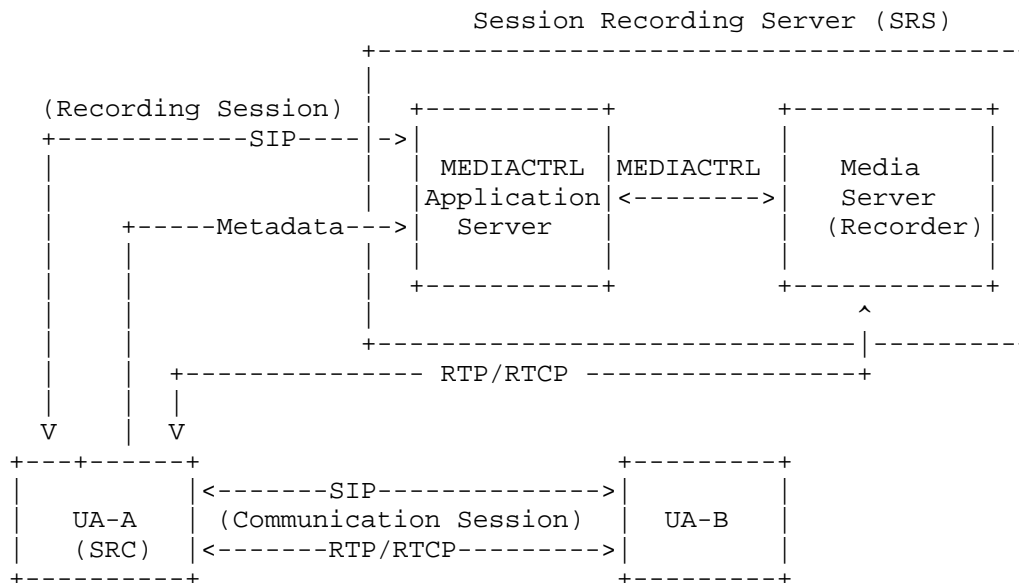 Session Recording Server (SRS)
(Recording Session)
SIP
MEDIACTRL MEDIACTRL Media
Application Server
Metadata Server (Recorder)
RTP/RTCP
V V
SIP
UA-A (Communication Session) UA-B
(SRC) RTP/RTCP